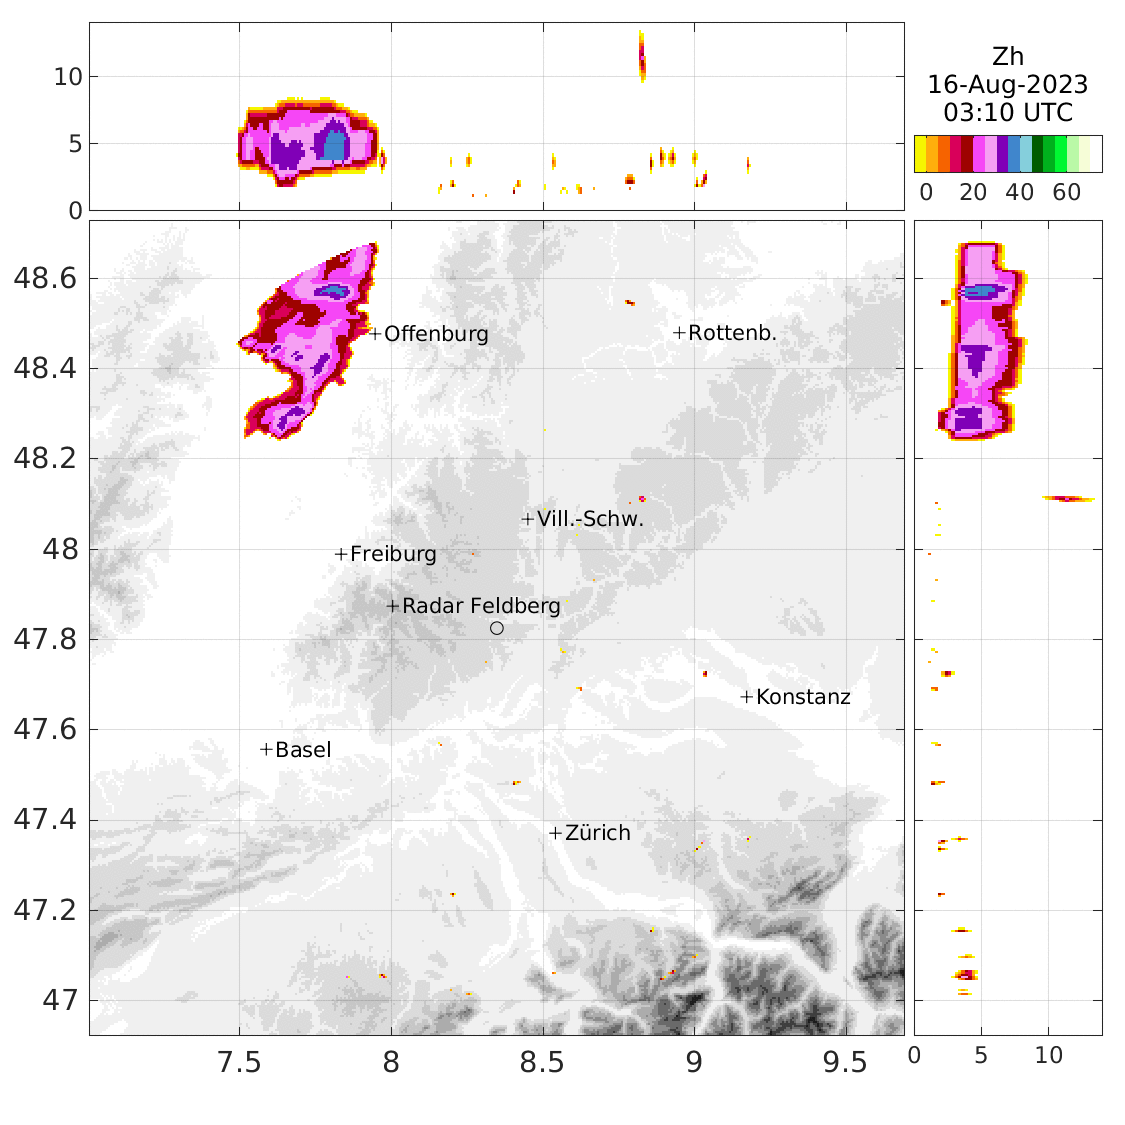 10
5
0
Zh
16-Aug-2023
03:10 UTC
0 20 40 60
48.6
48.4
48.2
48
47.8
47.6
47.4
47.2
47
+Offenburg
+Rottenb.
+Vill.-Schw.
+Freiburg
+Radar Feldberg
+Konstanz
+Basel
+Zürich
7.5 8 8.5 9 9.5
0 5 10